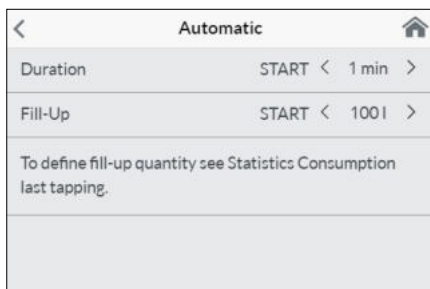 Automatic
Duration START < 1 min >
Fill-Up START < 100 l >
To define fill-up quantity see Statistics Consumption
last tapping.